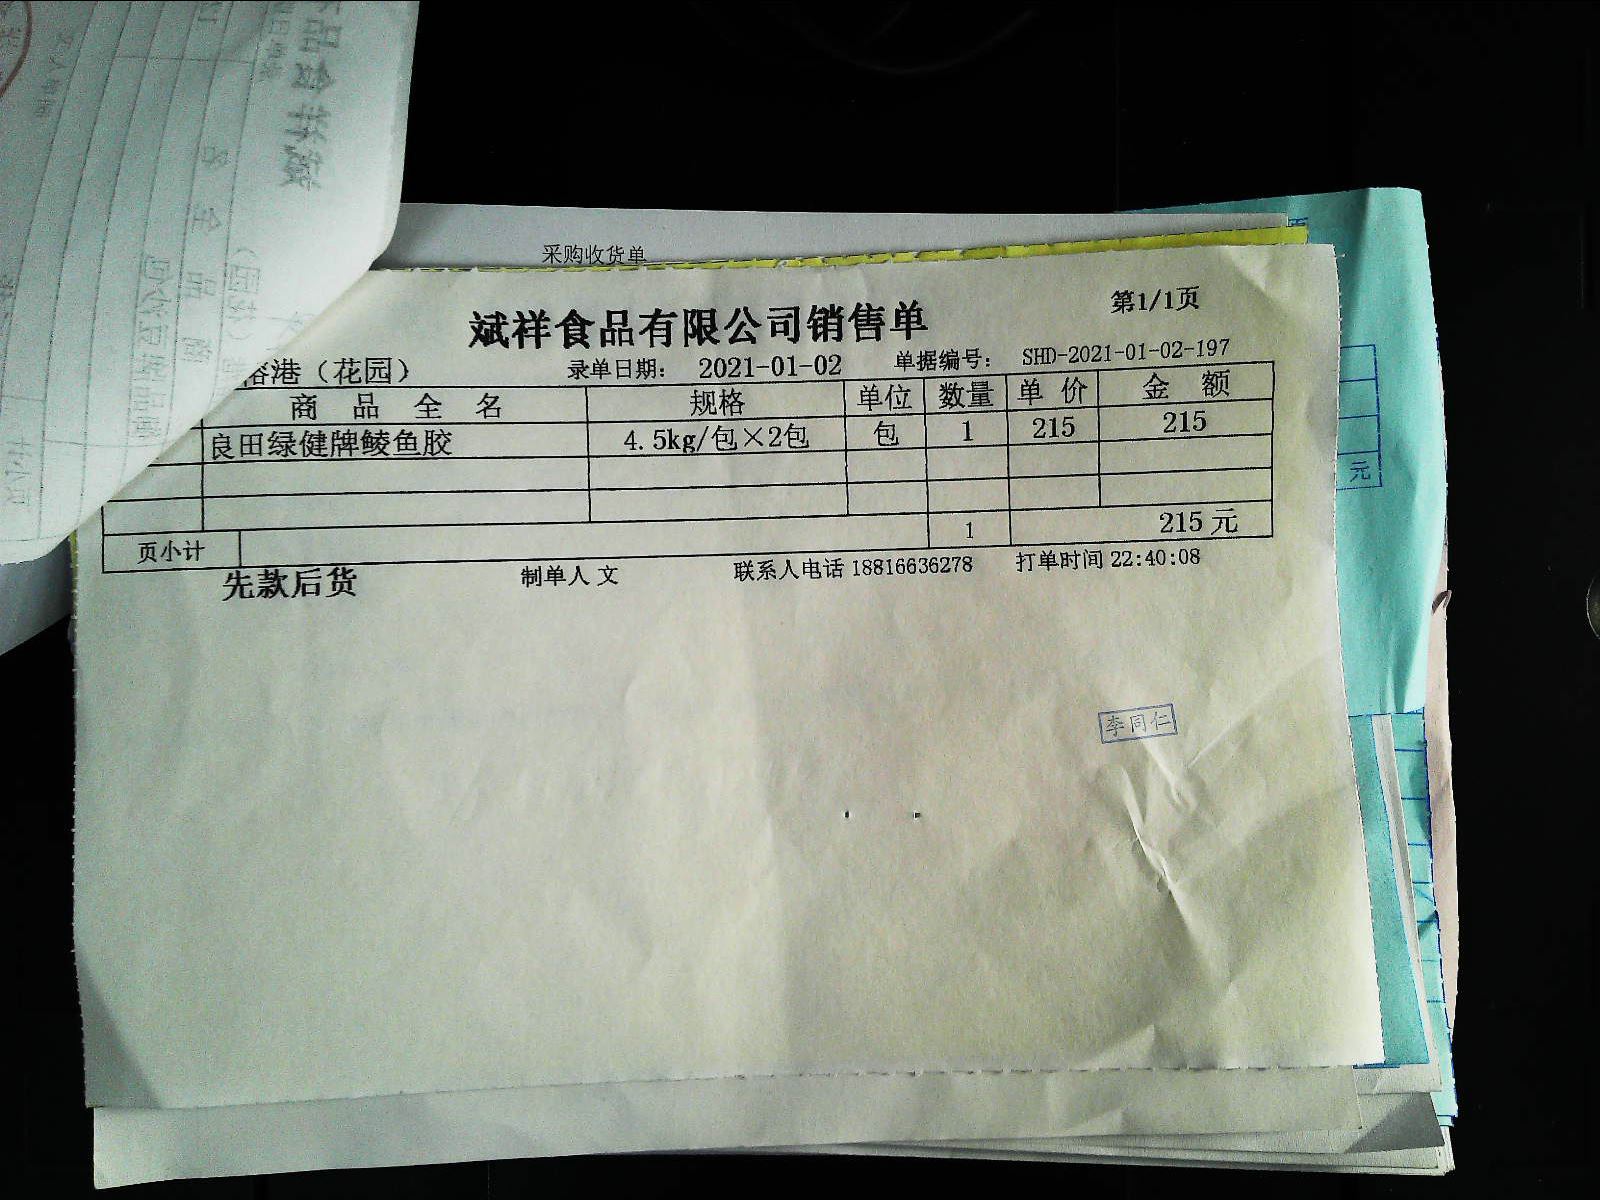 采购收货单
斌祥食品有限公司销售单
第1/1页
港（花园）
录单日期： 2021-01-02
单据编号： SHD-2021-01-02-197
商 品 全 名 规格 单位 数量 单 价 金 额
良田绿健牌鲮鱼胶 4.5kg/包×2包 包 1 215 215
页小计 1 215元
先款后货 制单人 文 联系人电话 18816636278 打单时间 22:40:08
李同仁
元